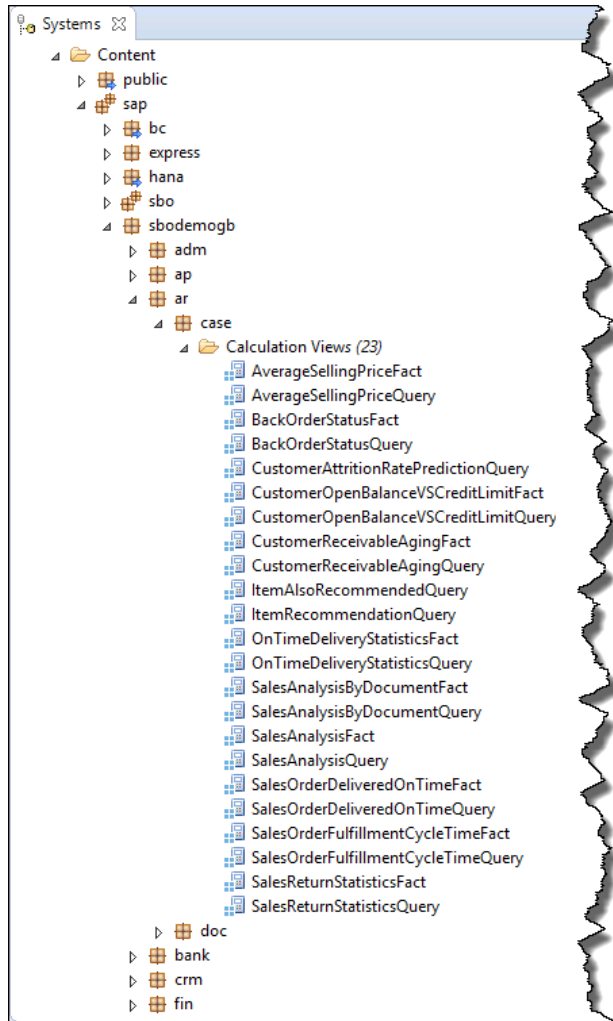 Systems
Content
public
sap
bc
express
hana
sbo
sbodemogb
adm
ap
ar
case
Calculation Views (23)
AverageSellingPriceFact
AverageSellingPriceQuery
BackOrderStatusFact
BackOrderStatusQuery
CustomerAttritionRatePredictionQuery
CustomerOpenBalanceVSCreditLimitFact
CustomerOpenBalanceVSCreditLimitQuery
CustomerReceivableAgingFact
CustomerReceivableAgingQuery
ItemAlsoRecommendedQuery
ItemRecommendationQuery
OnTimeDeliveryStatisticsFact
OnTimeDeliveryStatisticsQuery
SalesAnalysisByDocumentFact
SalesAnalysisByDocumentQuery
SalesAnalysisFact
SalesAnalysisQuery
SalesOrderDeliveredOnTimeFact
SalesOrderDeliveredOnTimeQuery
SalesOrderFulfillmentCycleTimeFact
SalesOrderFulfillmentCycleTimeQuery
SalesReturnStatisticsFact
SalesReturnStatisticsQuery
doc
bank
crm
fin